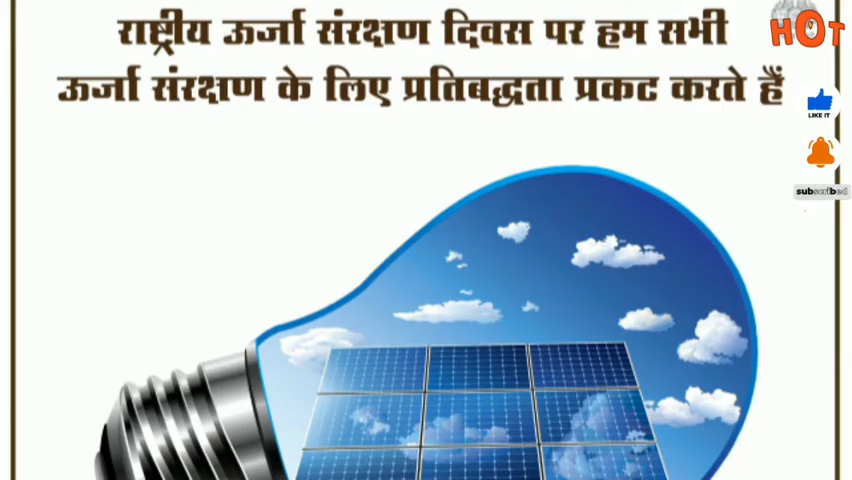 राष्ट्रीय ऊर्जा संरक्षण दिवस पर हम सभी
ऊर्जा संरक्षण के लिए प्रतिबद्धता प्रकट करते हैं
HOT
LIKE IT
subscribed